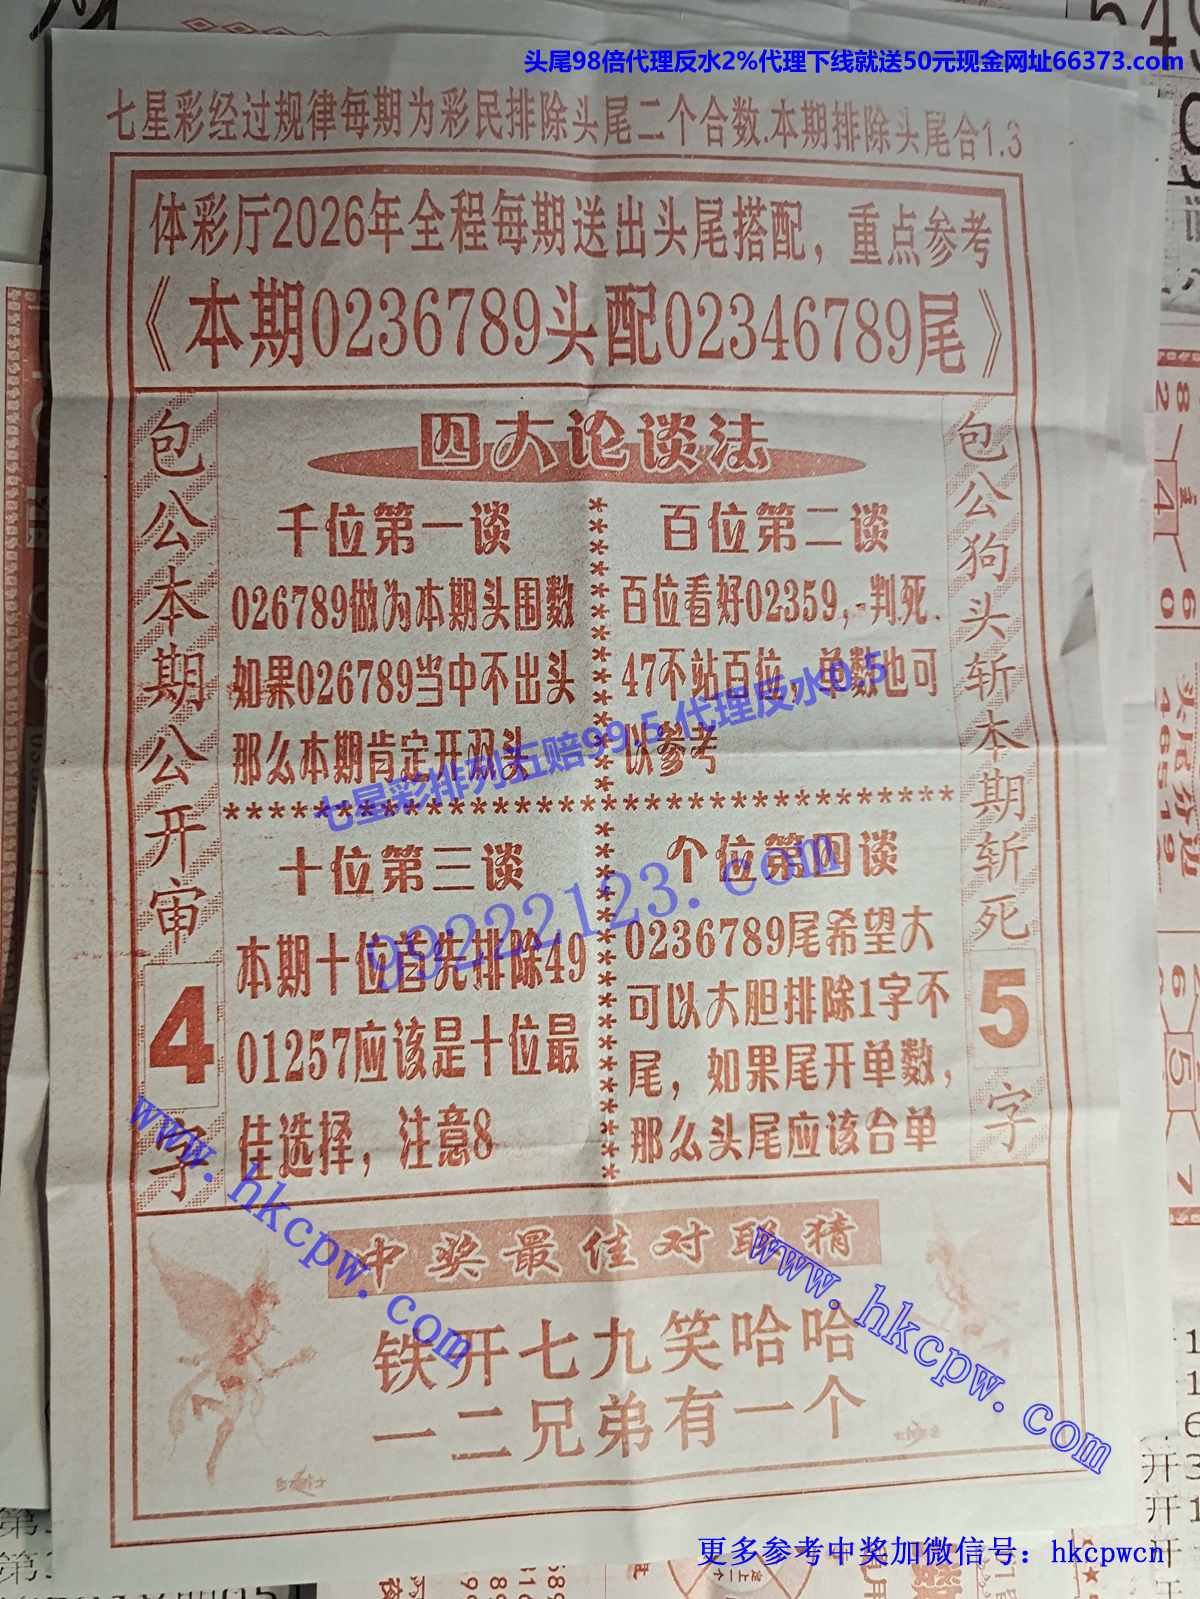 头尾98倍代理反水2%代理下线就送50元现金网址66373.com
七星彩经过规律每期为彩民排除头尾二个合数.本期排除头尾合1.3
体彩厅2026年全程每期送出头尾搭配，重点参考
《本期0236789头配02346789尾》
包公本期公开审
4
字
四大论谈法
千位第一谈
026789做为本期头围数
如果026789当中不出头
那么本期肯定开双头
百位第二谈
百位看好02359,判死.
47不站百位，单数也可
以参考
十位第三谈
本期十位首先排除49
01257应该是十位最
佳选择，注意8
个位第四谈
0236789尾希望大
可以大胆排除1字不
尾，如果尾开单数，
那么头尾应该合单
包公狗头斩本期斩死
5
字
七星彩排列五赔99.5代理反水0.5
99222123.com
中奖最佳对联猜
铁开七九笑哈哈
一二兄弟有一个
www.hkcpw.com
www.hkcpw.com
更多参考中奖加微信号：hkcpwcn